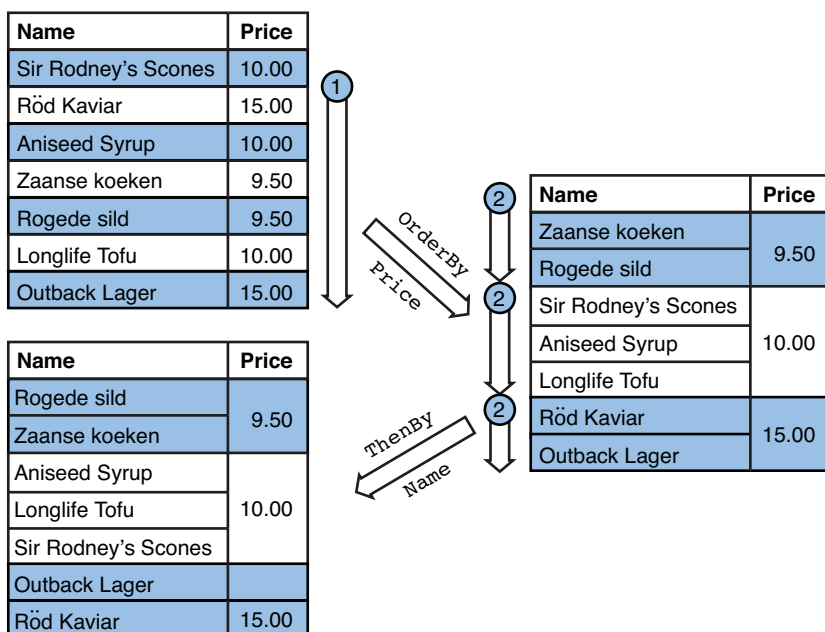 Name Price
Sir Rodney's Scones 10.00
Röd Kaviar 15.00
Aniseed Syrup 10.00
Zaanse koeken 9.50
Rogede sild 9.50
Longlife Tofu 10.00
Outback Lager 15.00
1
OrderBy
Price
2
2
2
Name Price
Zaanse koeken
Rogede sild
9.50
Sir Rodney's Scones
Aniseed Syrup
Longlife Tofu
10.00
Röd Kaviar
Outback Lager
15.00
ThenBy
Name
Name Price
Rogede sild
Zaanse koeken
9.50
Aniseed Syrup
Longlife Tofu
Sir Rodney's Scones
10.00
Outback Lager
Röd Kaviar 15.00